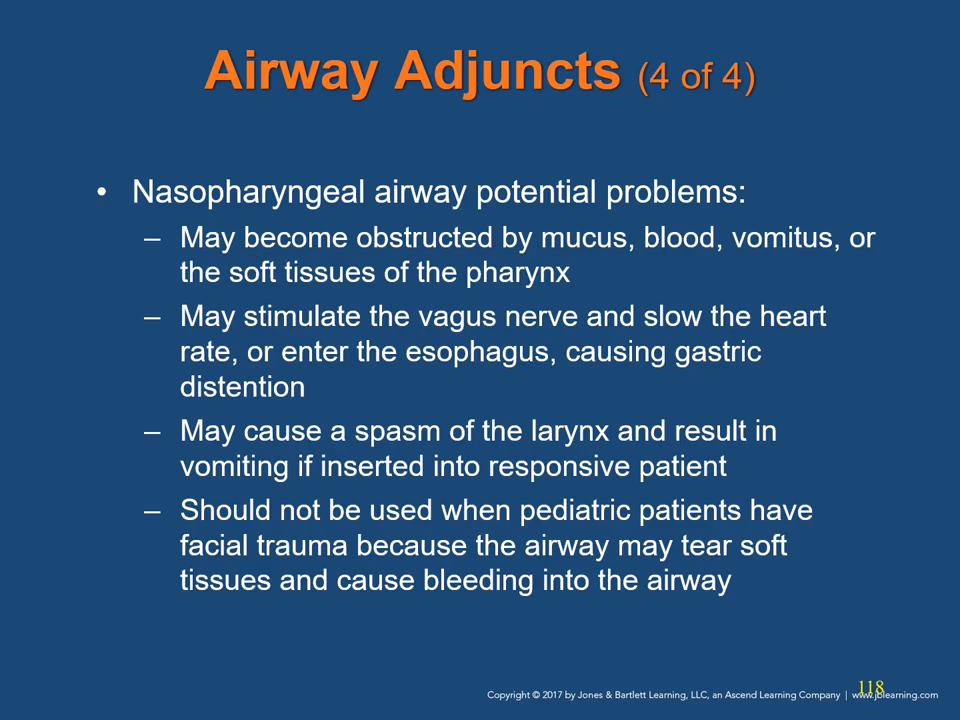 Airway Adjuncts (4 of 4)
• Nasopharyngeal airway potential problems:
– May become obstructed by mucus, blood, vomitus, or
the soft tissues of the pharynx
– May stimulate the vagus nerve and slow the heart
rate, or enter the esophagus, causing gastric
distention
– May cause a spasm of the larynx and result in
vomiting if inserted into responsive patient
– Should not be used when pediatric patients have
facial trauma because the airway may tear soft
tissues and cause bleeding into the airway
118
Copyright © 2017 by Jones & Bartlett Learning, LLC, an Ascend Learning Company | www.jblearning.com